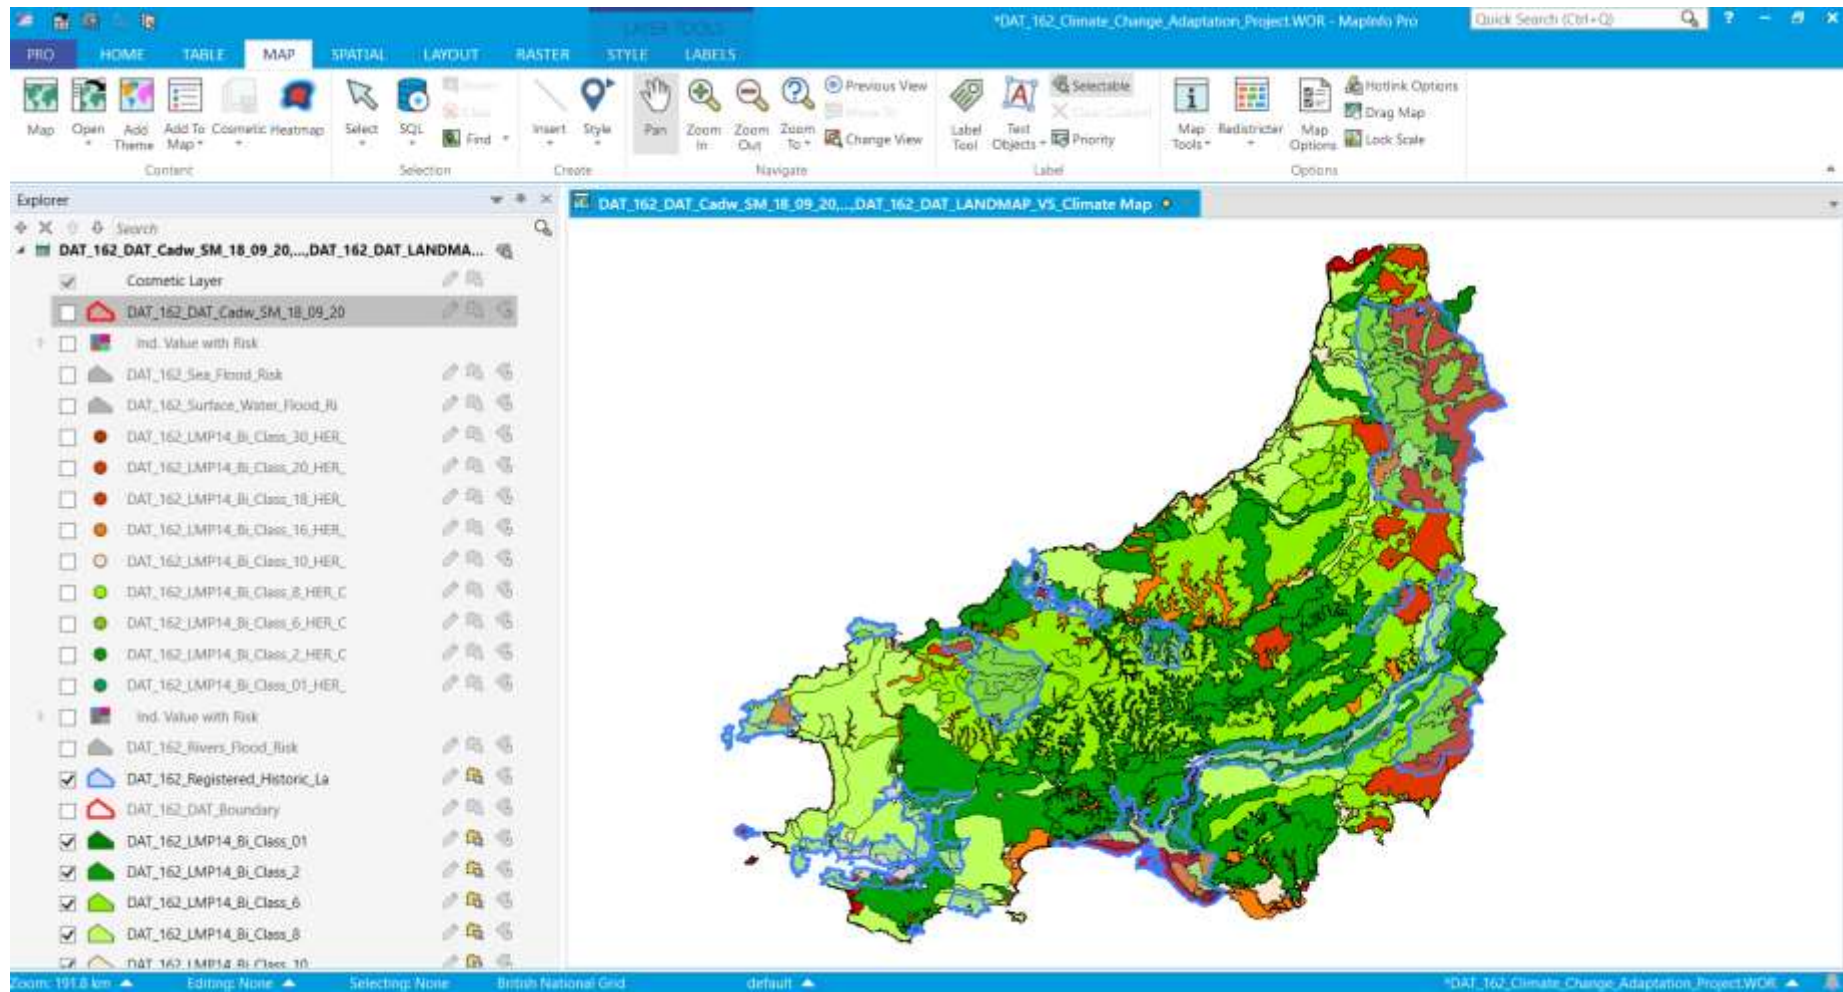 *DAT_162_Climate_Change_Adaptation_Project.WOR - MapInfo Pro
Quick Search (Ctrl+Q)
?
LAYER TOOLS
PRO HOME TABLE MAP SPATIAL LAYOUT RASTER STYLE LABELS
Map
Open
Add Theme
Add To Map
Cosmetic
Heatmap
Content
Select
SQL
Find
Selection
Insert
Style
Create
Pan
Zoom In
Zoom Out
Zoom To
Previous View
Change View
Navigate
Label Tool
Text Objects
Selectable
Priority
Label
Map Tools
Redistricter
Map Options
Hotlink Options
Drag Map
Lock Scale
Options
Explorer
Search
DAT_162_DAT_Cadw_SM_18_09_20,...,DAT_162_DAT_LANDMA...
Cosmetic Layer
DAT_162_DAT_Cadw_SM_18_09_20
Ind. Value with Risk
DAT_162_Sea_Flood_Risk
DAT_162_Surface_Water_Flood_Ri
DAT_162_LMP14_Bi_Class_30_HER_
DAT_162_LMP14_Bi_Class_20_HER_
DAT_162_LMP14_Bi_Class_18_HER_
DAT_162_LMP14_Bi_Class_16_HER_
DAT_162_LMP14_Bi_Class_10_HER_
DAT_162_LMP14_Bi_Class_8_HER_C
DAT_162_LMP14_Bi_Class_6_HER_C
DAT_162_LMP14_Bi_Class_2_HER_C
DAT_162_LMP14_Bi_Class_01_HER_
Ind. Value with Risk
DAT_162_Rivers_Flood_Risk
DAT_162_Registered_Historic_La
DAT_162_DAT_Boundary
DAT_162_LMP14_Bi_Class_01
DAT_162_LMP14_Bi_Class_2
DAT_162_LMP14_Bi_Class_6
DAT_162_LMP14_Bi_Class_8
DAT_162_LMP14_Bi_Class_10
DAT_162_DAT_Cadw_SM_18_09_20,...,DAT_162_DAT_LANDMAP_V5_Climate Map
Zoom: 191.8 km
Editing: None
Selecting: None
British National Grid
default
*DAT_162_Climate_Change_Adaptation_Project.WOR